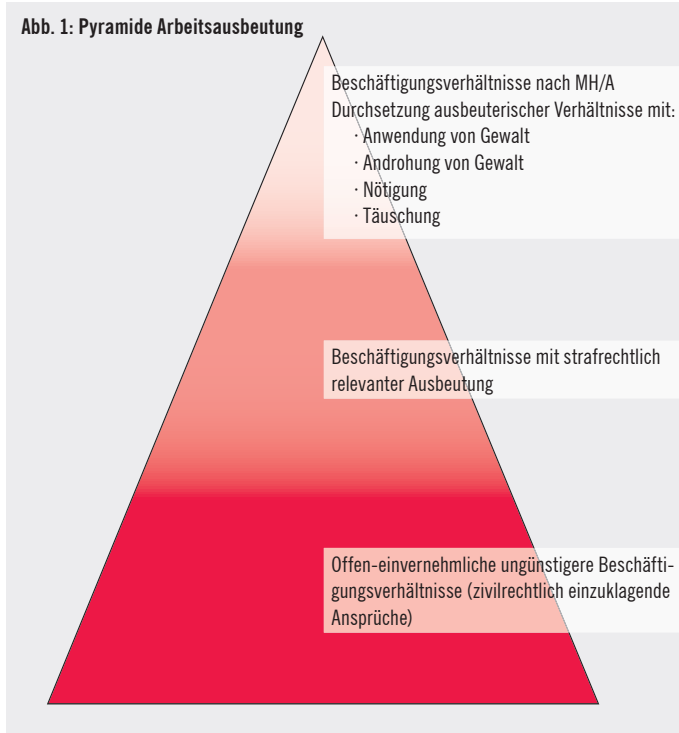 Abb. 1: Pyramide Arbeitsausbeutung
Beschäftigungsverhältnisse nach MH/A
Durchsetzung ausbeuterischer Verhältnisse mit:
· Anwendung von Gewalt
· Androhung von Gewalt
· Nötigung
· Täuschung
Beschäftigungsverhältnisse mit strafrechtlich
relevanter Ausbeutung
Offen-einvernehmliche ungünstigere Beschäfti-
gungsverhältnisse (zivilrechtlich einzuklagende
Ansprüche)